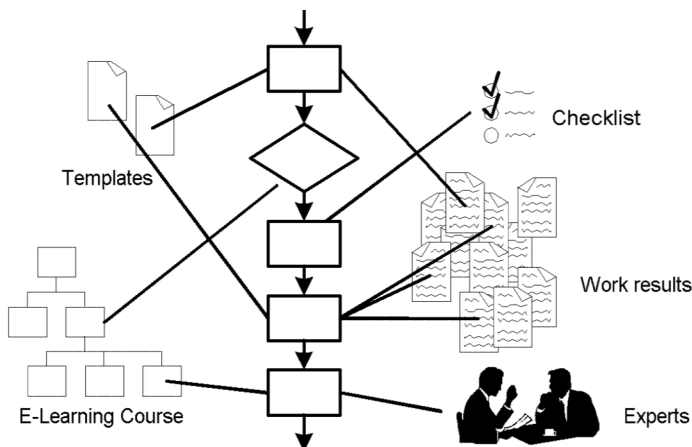 Checklist
Templates
Work results
E-Learning Course
Experts